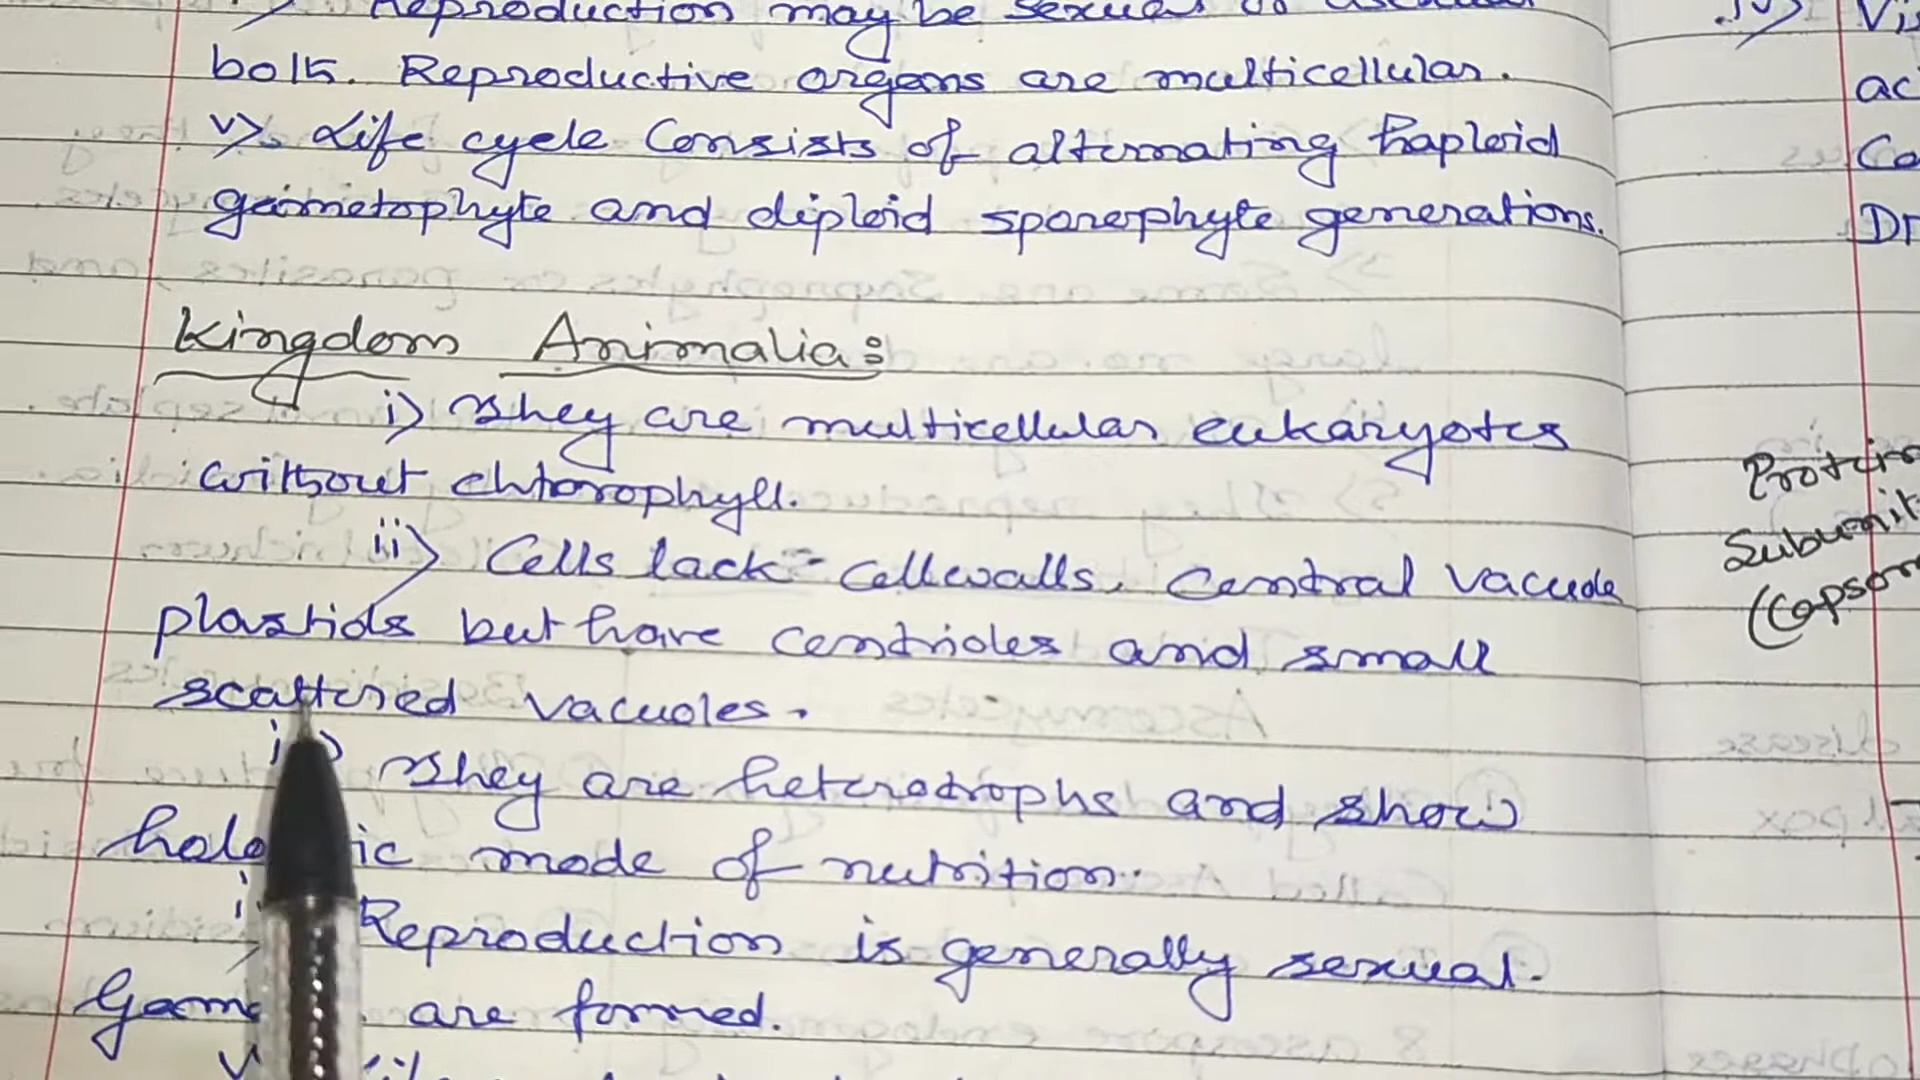 Reproduction may be sexual or asexual
both. Reproductive organs are multicellular.
v) Life cycle consists of alternating haploid
gametophyte and diploid sporophyte generations.
Kingdom Animalia:
i) They are multicellular eukaryotes
without chlorophyll.
ii) Cells lack cellwalls, central vacuole
plastids but have centrioles and small
scattered vacuoles.
They are heterotrophs and show
mode of nutrition.
Reproduction is generally sexual.
are formed.
v
iv)
Protein
Subunit